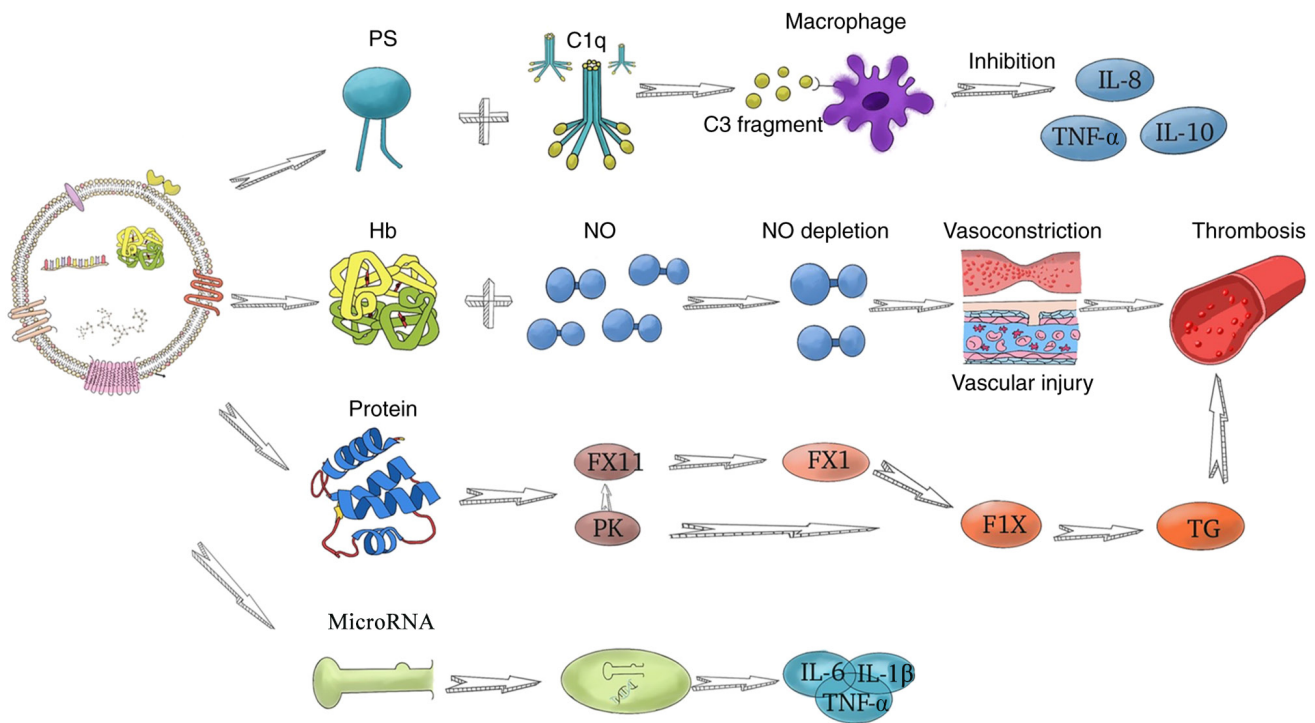 PS
C1q
Macrophage
C3 fragment
Inhibition
IL-8
TNF-α
IL-10
Hb
NO
NO depletion
Vasoconstriction
Vascular injury
Thrombosis
Protein
FX11
FX1
PK
F1X
TG
MicroRNA
IL-6
IL-1β
TNF-α